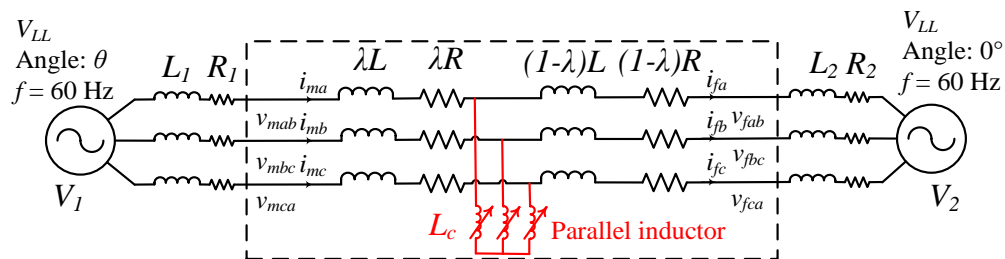 V_LL
Angle: θ
f = 60 Hz
L_1 R_1
λL λR (1-λ)L (1-λ)R
L_2 R_2
V_LL
Angle: 0°
f = 60 Hz
i_ma i_fa
v_mab i_mb i_fb v_fab
v_mbc i_mc i_fc v_fbc
v_mca v_fca
V_1 V_2
L_c Parallel inductor